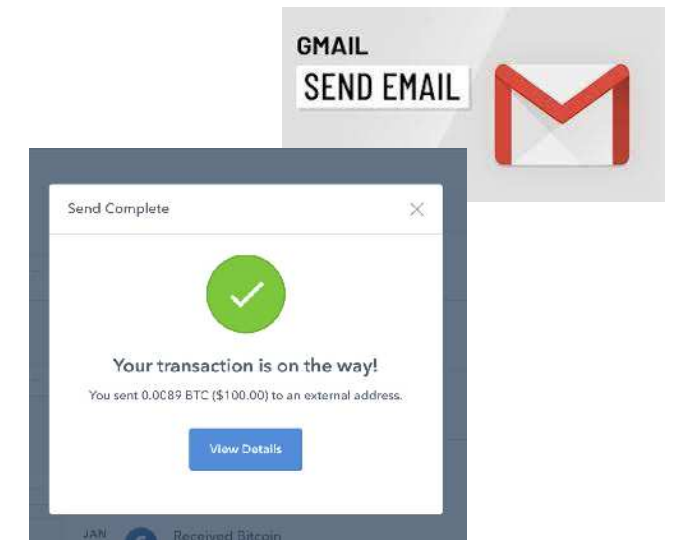 GMAIL
SEND EMAIL
Send Complete
Your transaction is on the way!
You sent 0.0089 BTC ($100.00) to an external address.
View Details
JAN
Received Bitcoin